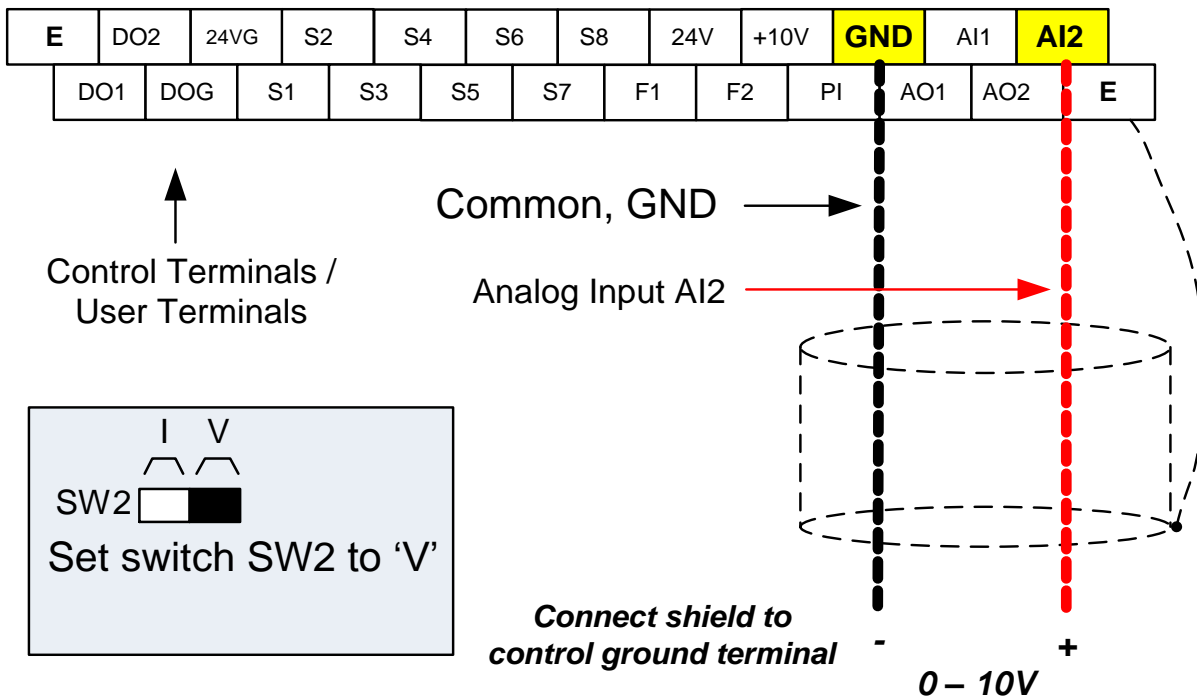 E DO2 24VG S2 S4 S6 S8 24V +10V GND AI1 AI2
DO1 DOG S1 S3 S5 S7 F1 F2 PI AO1 AO2 E
Common, GND
Control Terminals /
User Terminals
Analog Input AI2
I V
SW2
Set switch SW2 to ‘V’
Connect shield to
control ground terminal
- +
0 – 10V